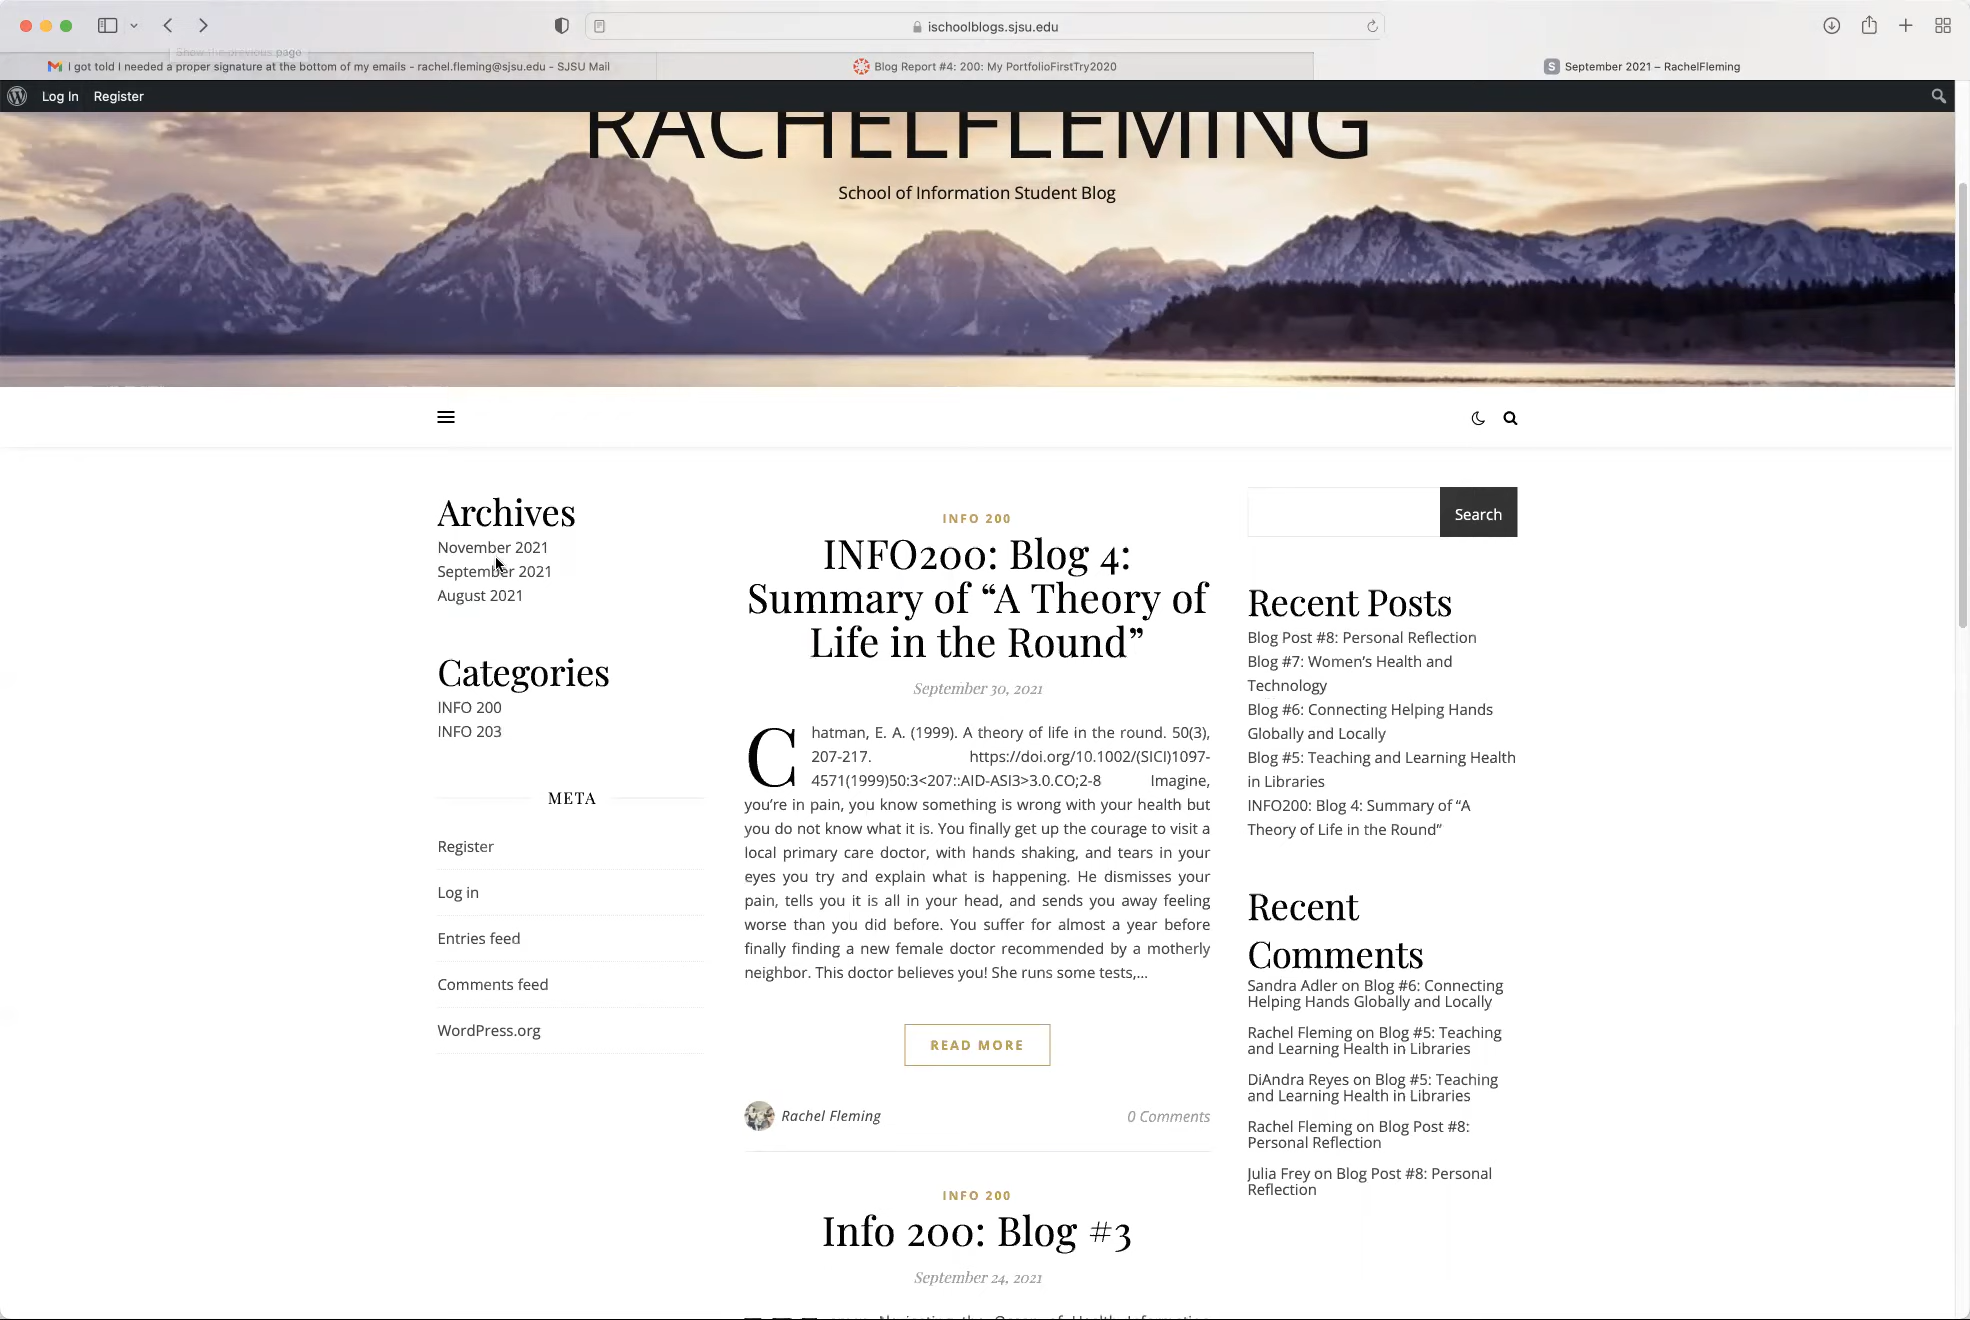 ischoolblogs.sjsu.edu
Show the previous page
I got told I needed a proper signature at the bottom of my emails - rachel.fleming@sjsu.edu - SJSU Mail
Blog Report #4: 200: My PortfolioFirstTry2020
S September 2021 – RachelFleming
Log In Register
RACHELFLEMING
School of Information Student Blog
Archives
November 2021
September 2021
August 2021
Categories
INFO 200
INFO 203
META
Register
Log in
Entries feed
Comments feed
WordPress.org
INFO 200
INFO200: Blog 4:
Summary of “A Theory of
Life in the Round”
September 30, 2021
Chatman, E. A. (1999). A theory of life in the round. 50(3),
207-217. https://doi.org/10.1002/(SICI)1097-
4571(1999)50:3<207::AID-ASI3>3.0.CO;2-8 Imagine,
you’re in pain, you know something is wrong with your health but
you do not know what it is. You finally get up the courage to visit a
local primary care doctor, with hands shaking, and tears in your
eyes you try and explain what is happening. He dismisses your
pain, tells you it is all in your head, and sends you away feeling
worse than you did before. You suffer for almost a year before
finally finding a new female doctor recommended by a motherly
neighbor. This doctor believes you! She runs some tests,...
READ MORE
Rachel Fleming
0 Comments
INFO 200
Info 200: Blog #3
September 24, 2021
Search
Recent Posts
Blog Post #8: Personal Reflection
Blog #7: Women’s Health and
Technology
Blog #6: Connecting Helping Hands
Globally and Locally
Blog #5: Teaching and Learning Health
in Libraries
INFO200: Blog 4: Summary of “A
Theory of Life in the Round”
Recent
Comments
Sandra Adler on Blog #6: Connecting
Helping Hands Globally and Locally
Rachel Fleming on Blog #5: Teaching
and Learning Health in Libraries
DiAndra Reyes on Blog #5: Teaching
and Learning Health in Libraries
Rachel Fleming on Blog Post #8:
Personal Reflection
Julia Frey on Blog Post #8: Personal
Reflection